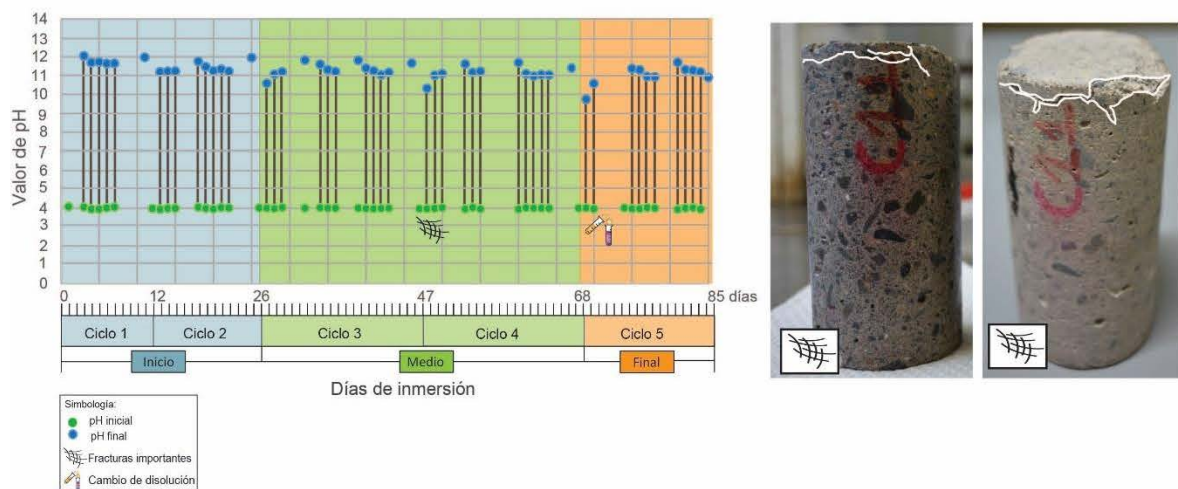 Valor de pH
14
13
12
11
10
9
8
7
6
5
4
3
2
1
0
0 12 26 47 68 85 días
Ciclo 1 Ciclo 2 Ciclo 3 Ciclo 4 Ciclo 5
Inicio Medio Final
Días de inmersión
Simbología:
pH inicial
pH final
Fracturas importantes
Cambio de disolución